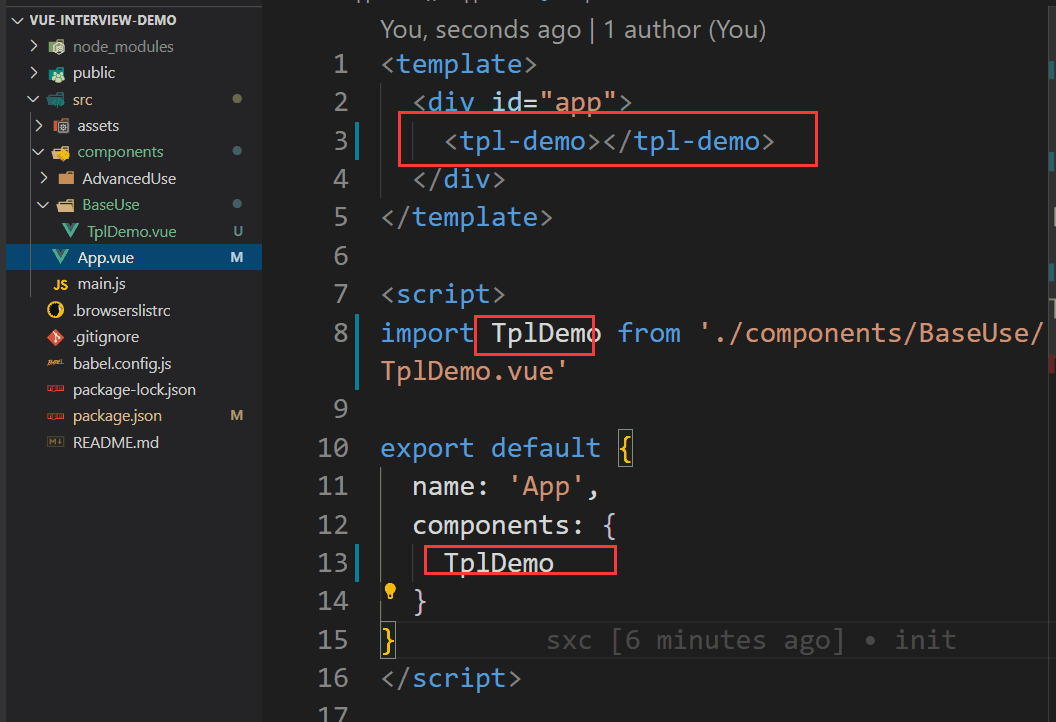 VUE-INTERVIEW-DEMO
node_modules
public
src
assets
components
AdvancedUse
BaseUse
TplDemo.vue U
App.vue M
JS main.js
.browserslistrc
.gitignore
babel.config.js
package-lock.json
package.json M
README.md
You, seconds ago | 1 author (You)
1 <template>
2 <div id="app">
3 <tpl-demo></tpl-demo>
4 </div>
5 </template>
6
7 <script>
8 import TplDemo from './components/BaseUse/
TplDemo.vue'
9
10 export default {
11 name: 'App',
12 components: {
13 TplDemo
14 }
15 } sxc [6 minutes ago] • init
16 </script>
17